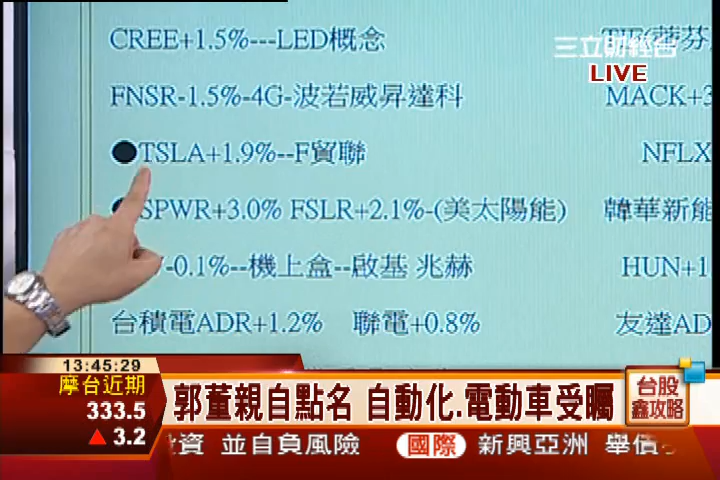 CREE+1.5%---LED概念
三立財經台
LIVE
FNSR-1.5%-4G-波若威昇達科
MACK+3
●TSLA+1.9%--F貿聯
NFLX
SPWR+3.0% FSLR+2.1%-(美太陽能)
韓華新能
-0.1%--機上盒--啟基 兆赫
HUN+1
台積電ADR+1.2% 聯電+0.8%
友達AD
13:45:29
摩台近期
333.5
▲3.2
郭董親自點名 自動化.電動車受矚
台股
鑫攻略
投資 並自負風險 國際 新興亞洲 舉債